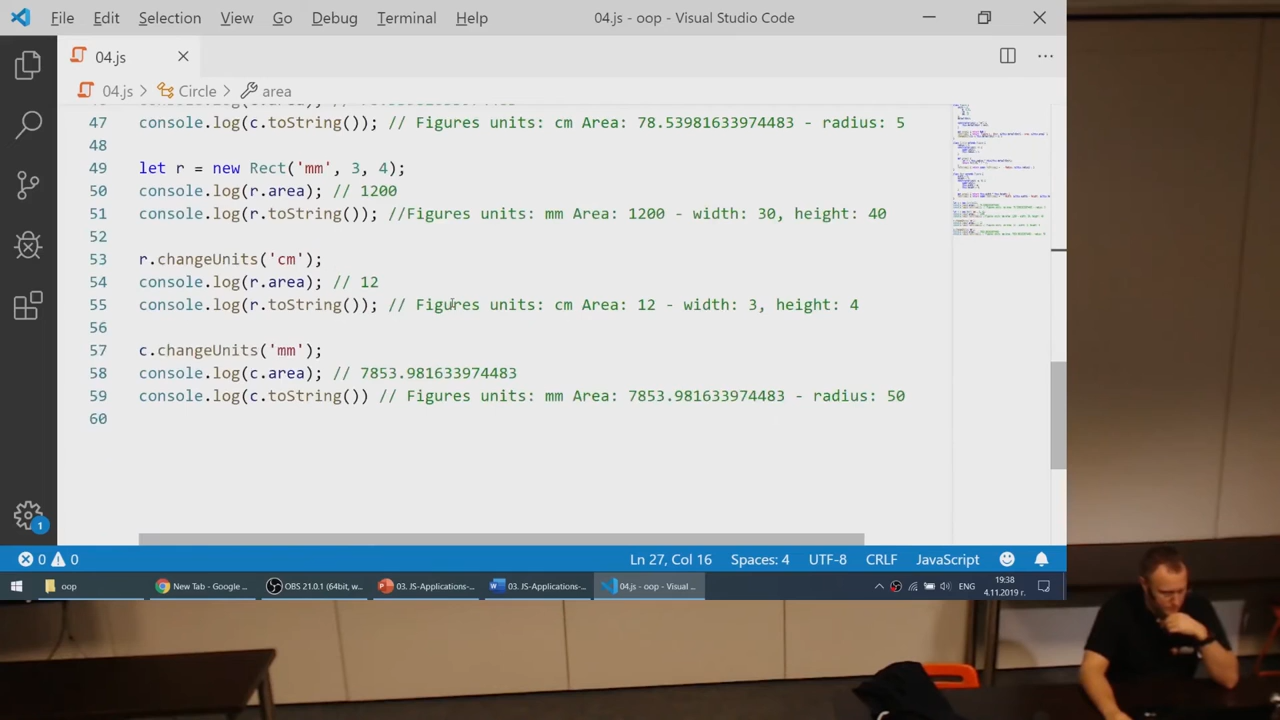 File Edit Selection View Go Debug Terminal Help 04.js - oop - Visual Studio Code
04.js
04.js > Circle > area
47 console.log(c.toString()); // Figures units: cm Area: 78.53981633974483 - radius: 5
48
49 let r = new Rect('mm', 3, 4);
50 console.log(r.area); // 1200
51 console.log(r.toString()); //Figures units: mm Area: 1200 - width: 30, height: 40
52
53 r.changeUnits('cm');
54 console.log(r.area); // 12
55 console.log(r.toString()); // Figures units: cm Area: 12 - width: 3, height: 4
56
57 c.changeUnits('mm');
58 console.log(c.area); // 7853.981633974483
59 console.log(c.toString()) // Figures units: mm Area: 7853.981633974483 - radius: 50
60
1
0 0 Ln 27, Col 16 Spaces: 4 UTF-8 CRLF JavaScript
oop New Tab - Google ... OBS 21.0.1 (64bit, w... 03. JS-Applications-... 03. JS-Applications-... 04.js - oop - Visual ... ENG 19:38
4.11.2019 г.